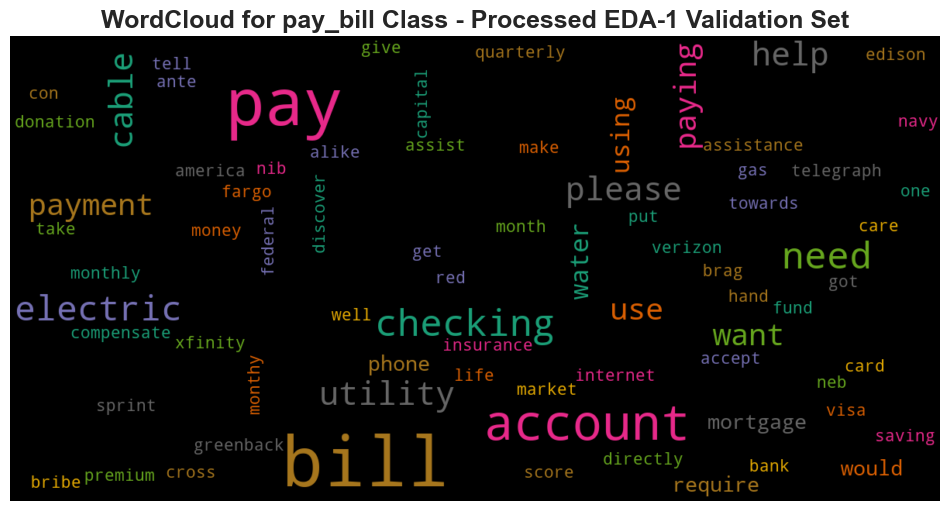 WordCloud for pay_bill Class - Processed EDA-1 Validation Set
give
quarterly
help
edison
tell
ante
cable
con
donation
pay
capital
using
paying
navy
alike
assist
make
assistance
america
nib
gas
telegraph
fargo
discover
please
one
payment
towards
take
money
federal
month
put
care
water
verizon
need
get
monthly
red
brag
got
electric
hand
fund
well
checking
use
compensate
want
xfinity
insurance
accept
phone
monthy
life
internet
card
utility
market
neb
sprint
account
visa
mortgage
greenback
saving
bill
directly
bribe
premium
cross
score
bank
would
require